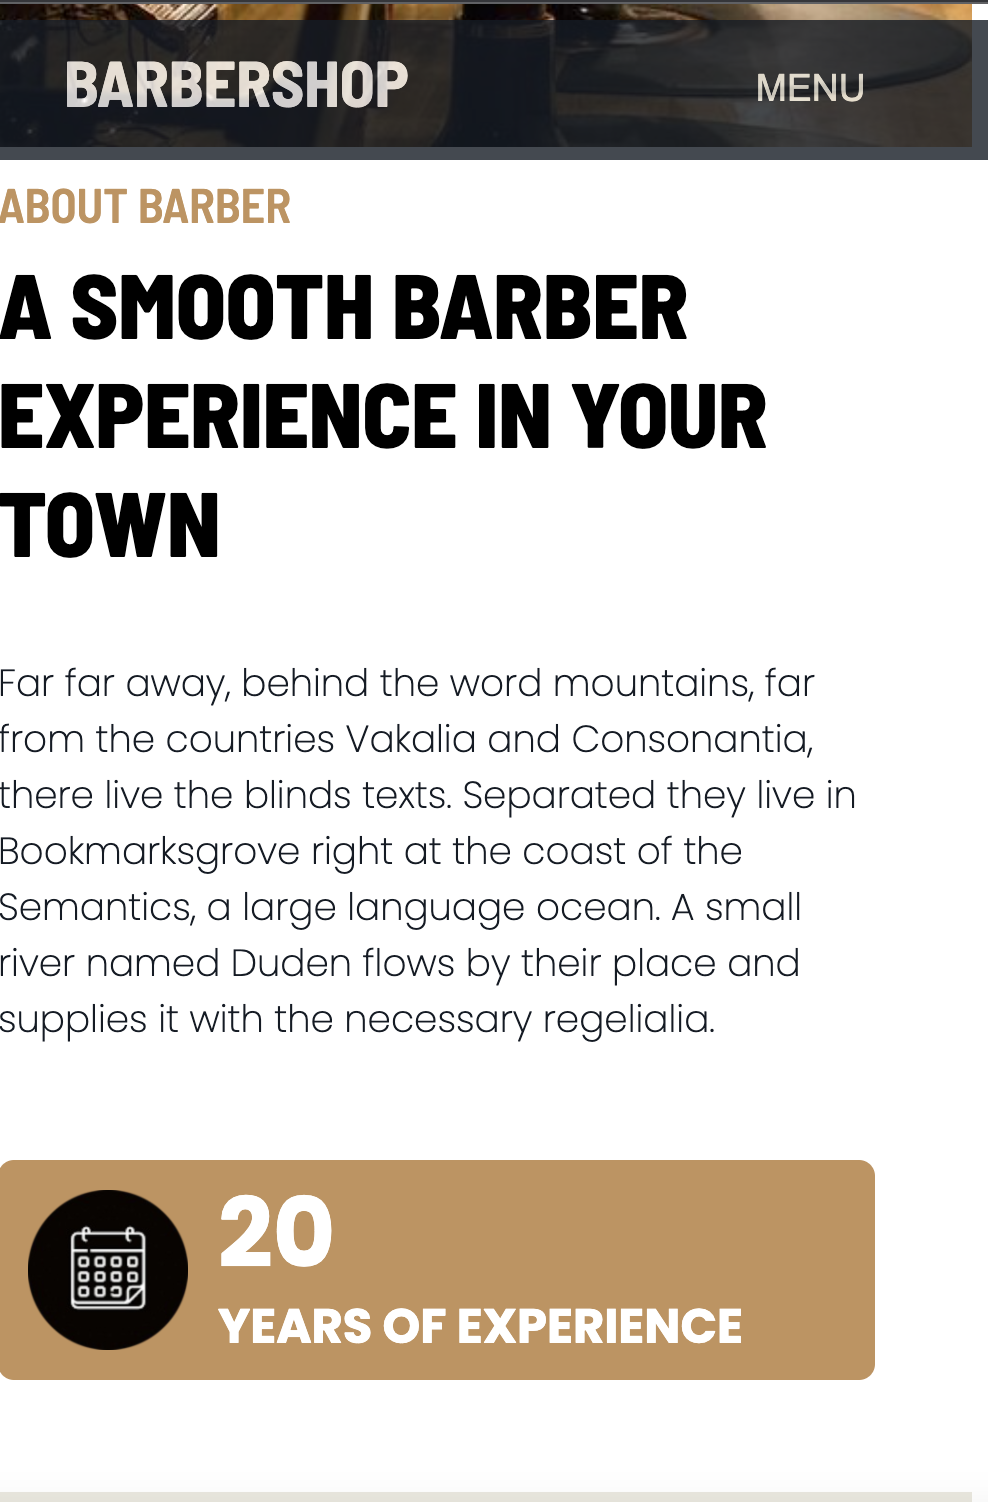 BARBERSHOP
MENU
ABOUT BARBER
A SMOOTH BARBER
EXPERIENCE IN YOUR
TOWN
Far far away, behind the word mountains, far
from the countries Vakalia and Consonantia,
there live the blinds texts. Separated they live in
Bookmarksgrove right at the coast of the
Semantics, a large language ocean. A small
river named Duden flows by their place and
supplies it with the necessary regelialia.
20
YEARS OF EXPERIENCE